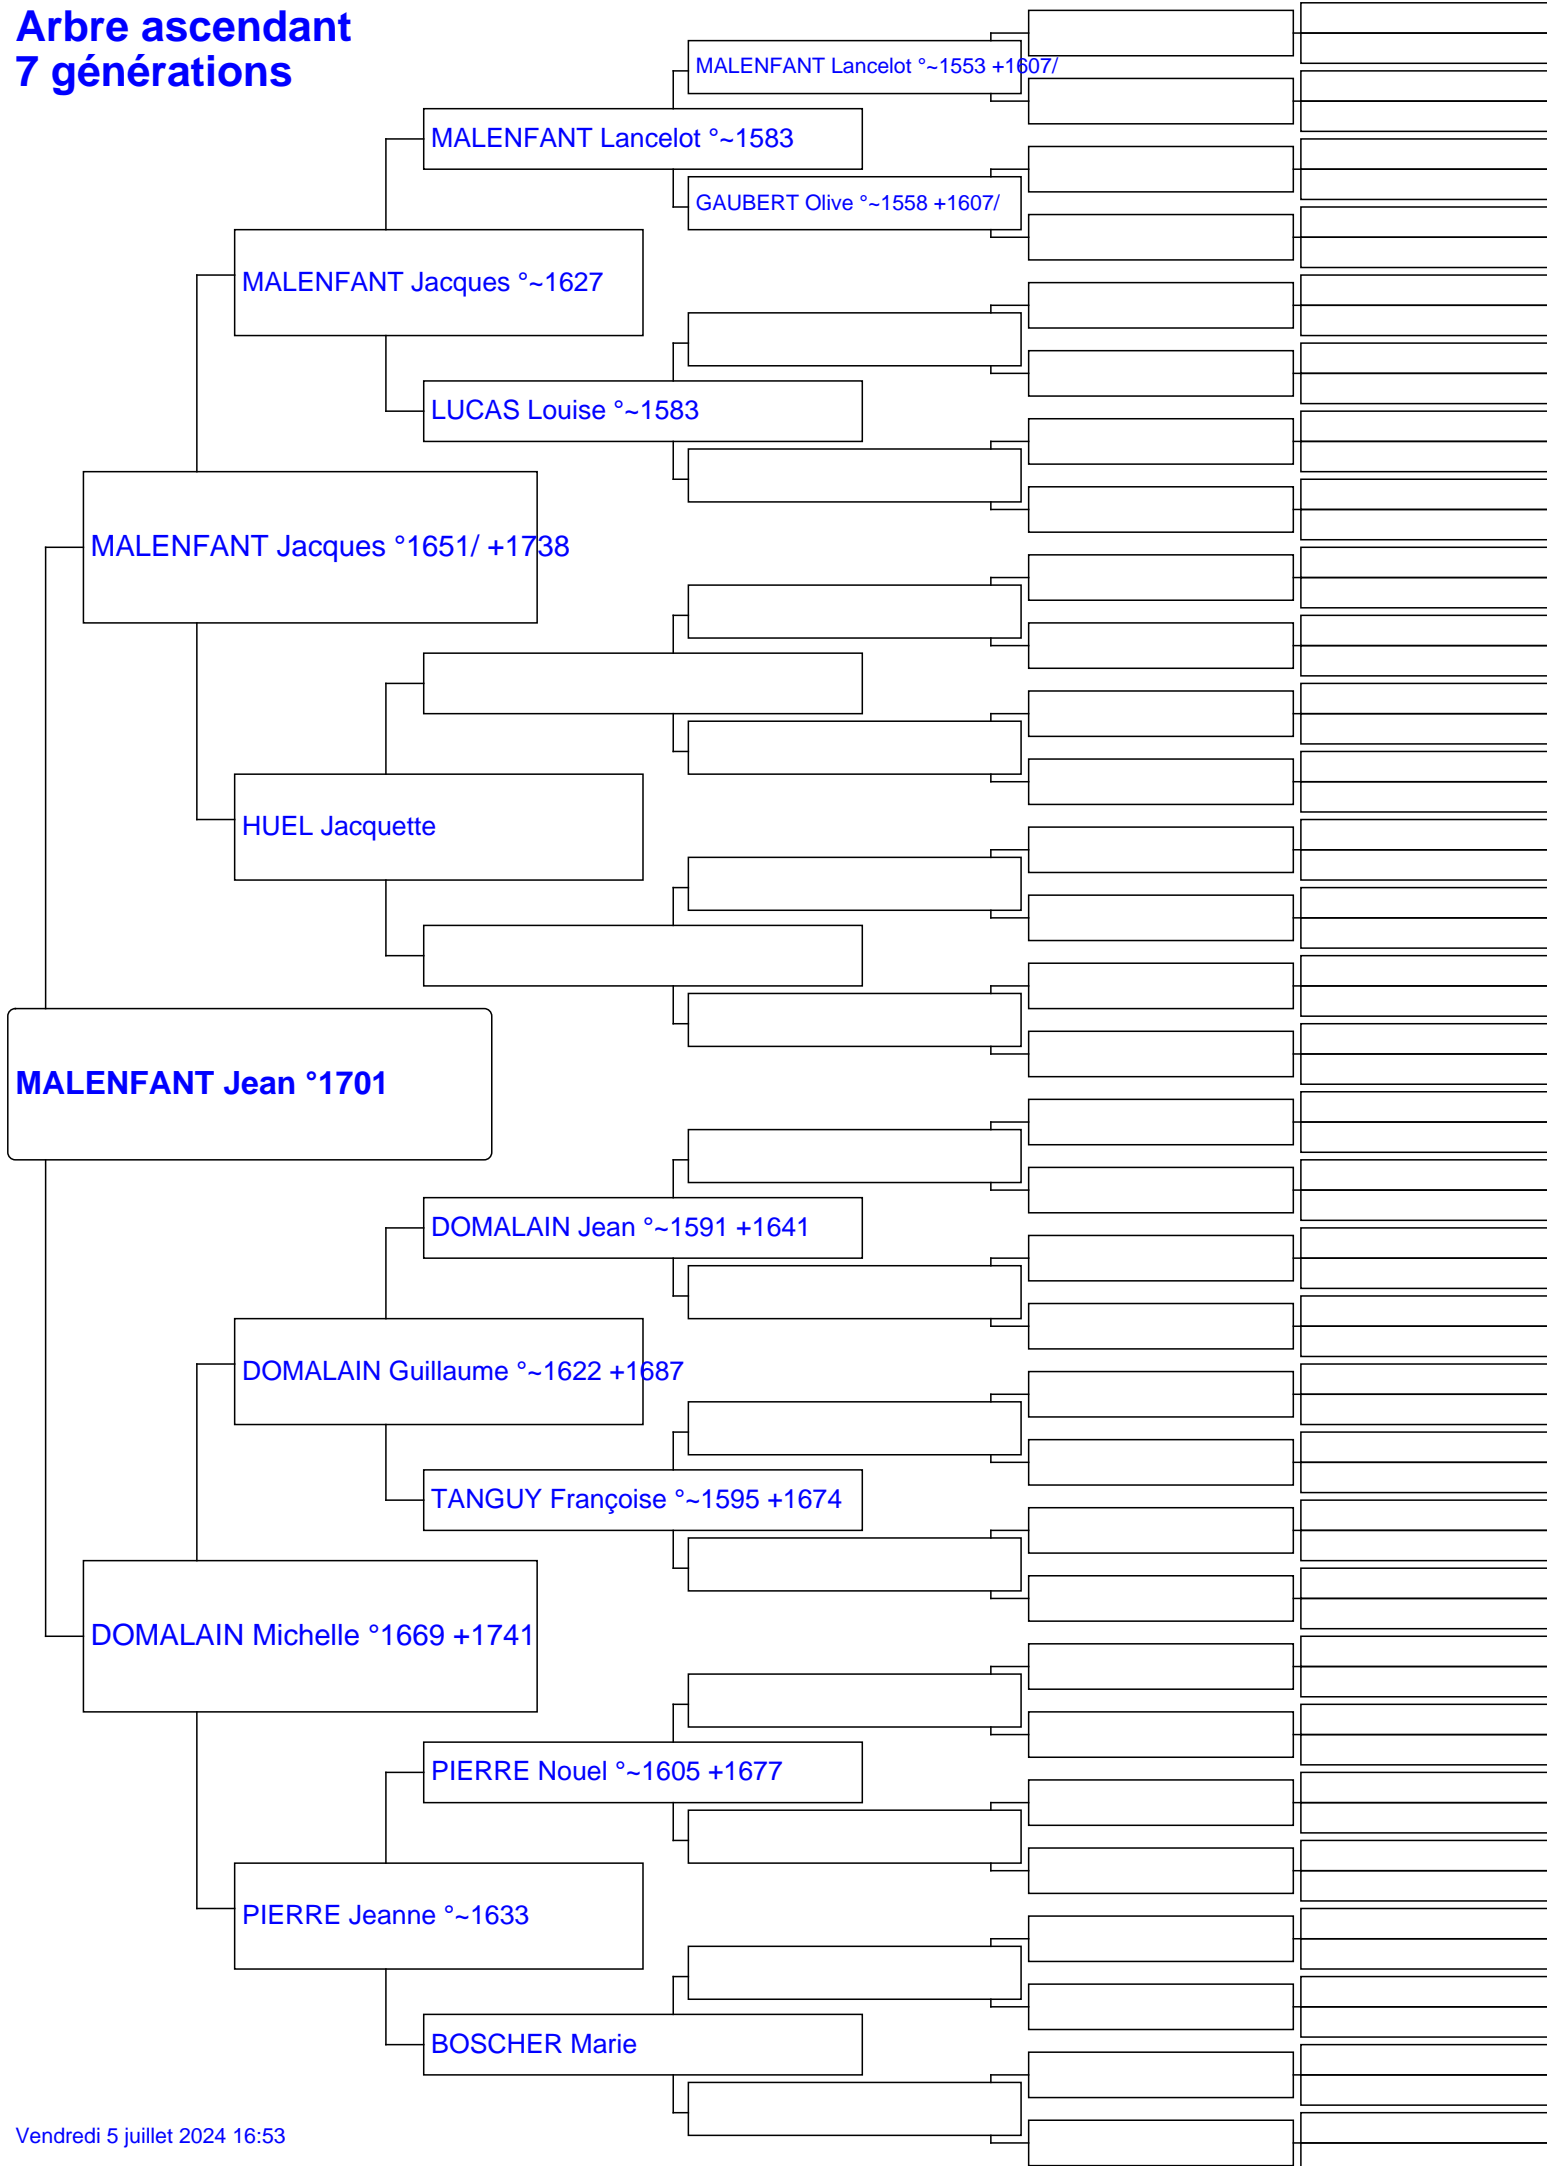 Arbre ascendant
7 générations
MALENFANT Lancelot °~1553 +1607/
MALENFANT Lancelot °~1583
GAUBERT Olive °~1558 +1607/
MALENFANT Jacques °~1627
LUCAS Louise °~1583
MALENFANT Jacques °1651/ +1738
HUEL Jacquette
MALENFANT Jean °1701
DOMALAIN Jean °~1591 +1641
DOMALAIN Guillaume °~1622 +1687
TANGUY Françoise °~1595 +1674
DOMALAIN Michelle °1669 +1741
PIERRE Nouel °~1605 +1677
PIERRE Jeanne °~1633
BOSCHER Marie
Vendredi 5 juillet 2024 16:53